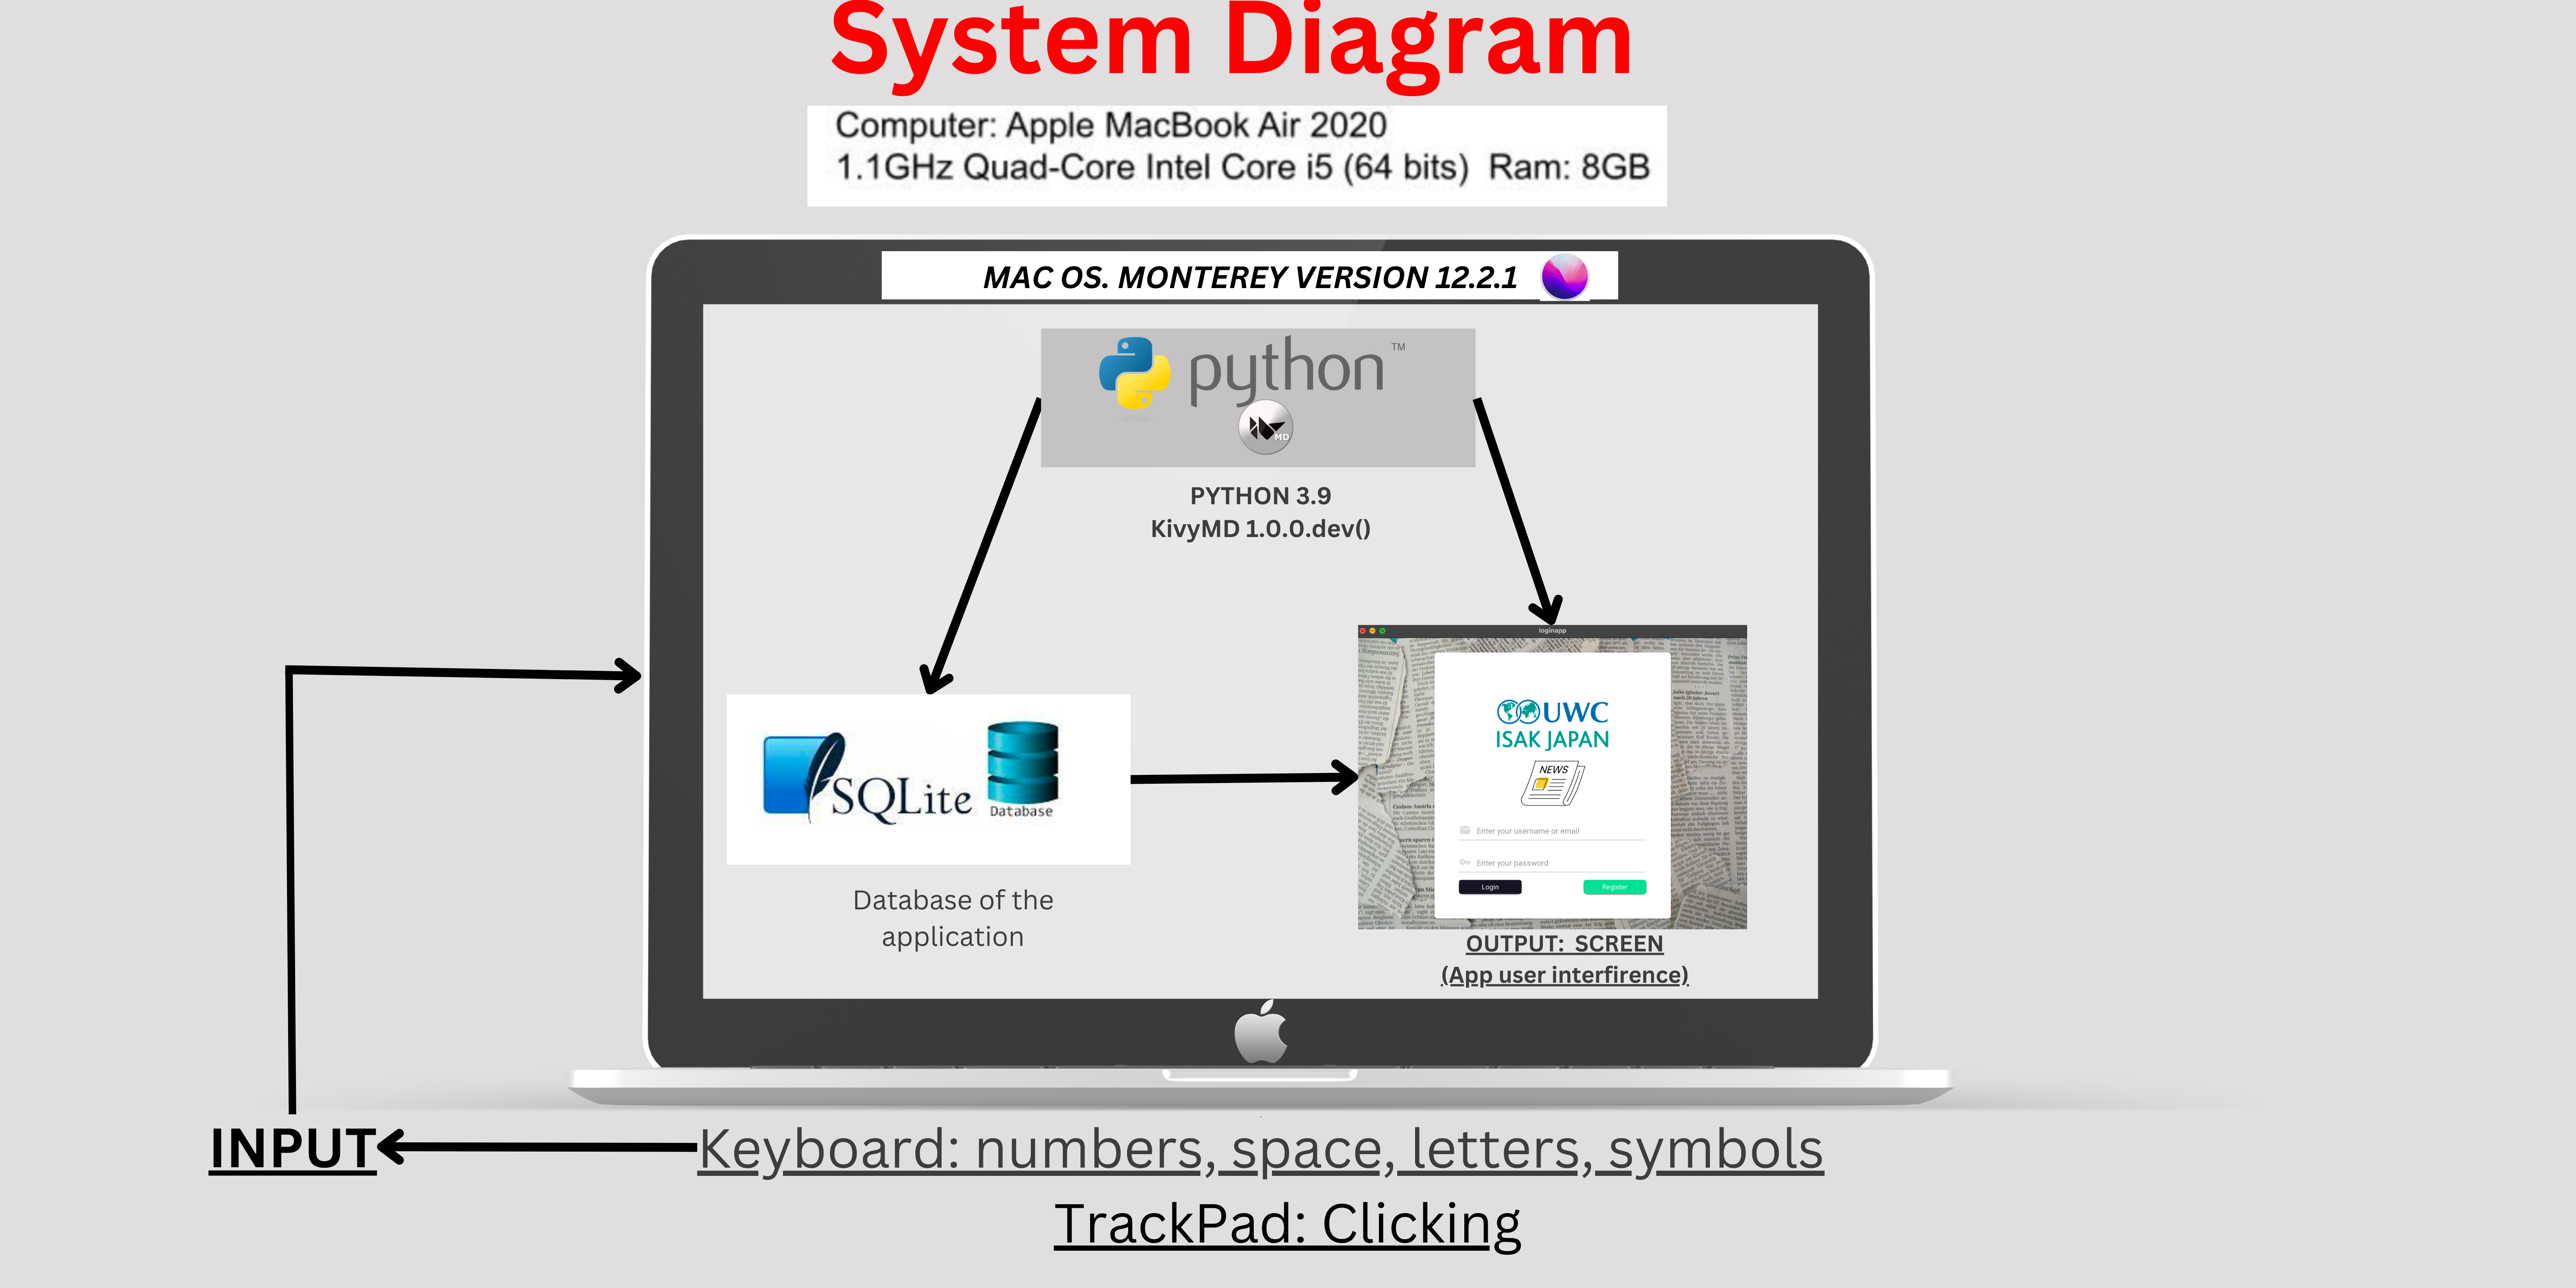 System Diagram
Computer: Apple MacBook Air 2020
1.1GHz Quad-Core Intel Core i5 (64 bits)  Ram: 8GB
MAC OS. MONTEREY VERSION 12.2.1
python™
MD
PYTHON 3.9
KivyMD 1.0.0.dev()
SQLite
Database
Database of the
application
loginapp
UWC
ISAK JAPAN
NEWS
Enter your username or email
Enter your password
Login
Register
OUTPUT:  SCREEN
(App user interfirence)
INPUT
Keyboard: numbers, space, letters, symbols
TrackPad: Clicking